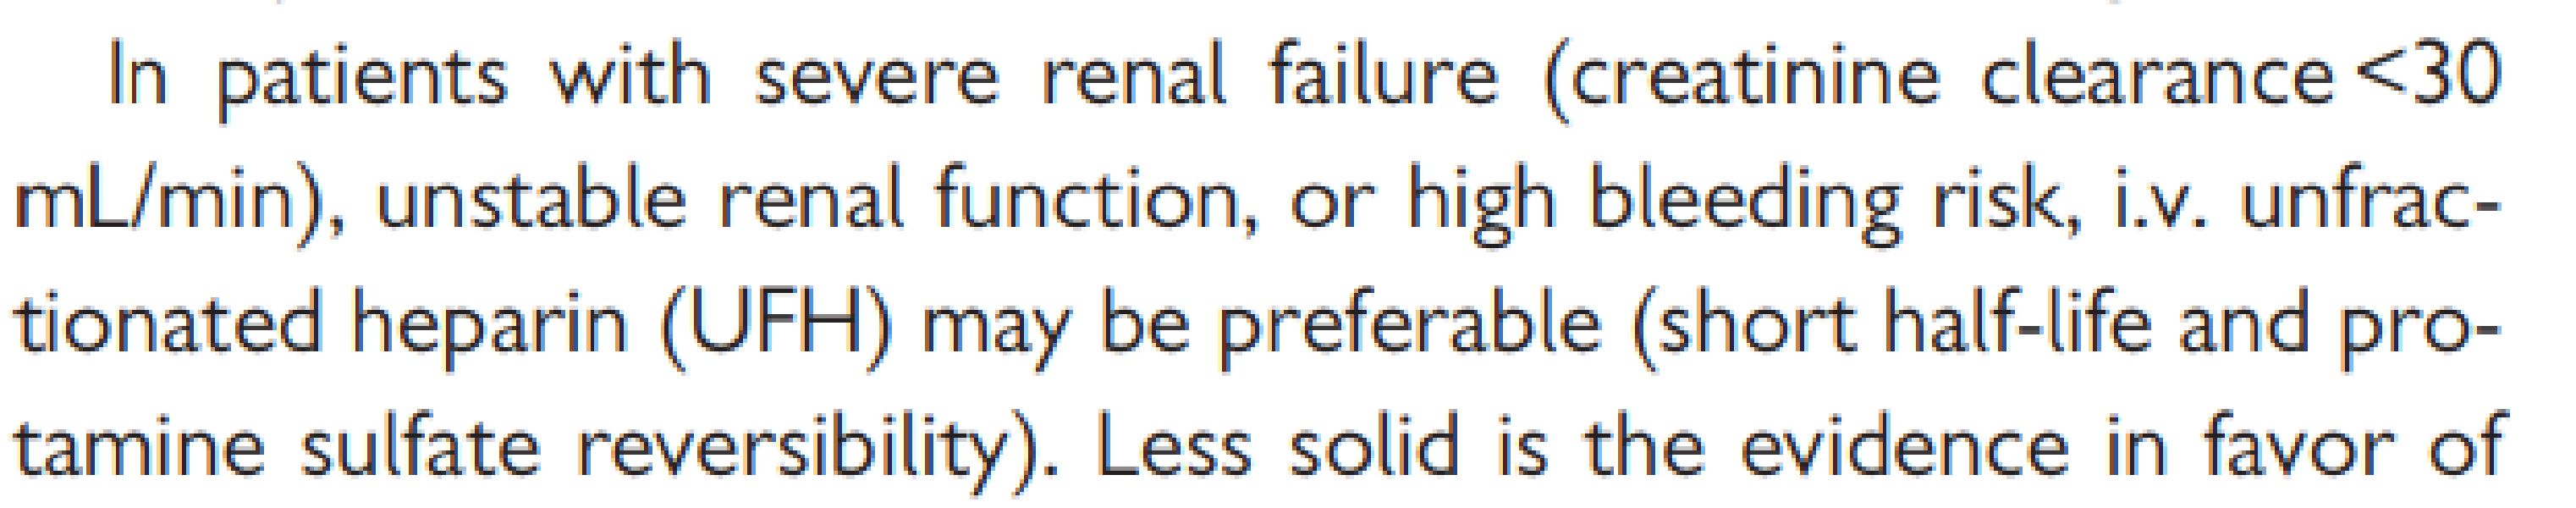 In patients with severe renal failure (creatinine clearance <30
mL/min), unstable renal function, or high bleeding risk, i.v. unfrac-
tionated heparin (UFH) may be preferable (short half-life and pro-
tamine sulfate reversibility). Less solid is the evidence in favor of